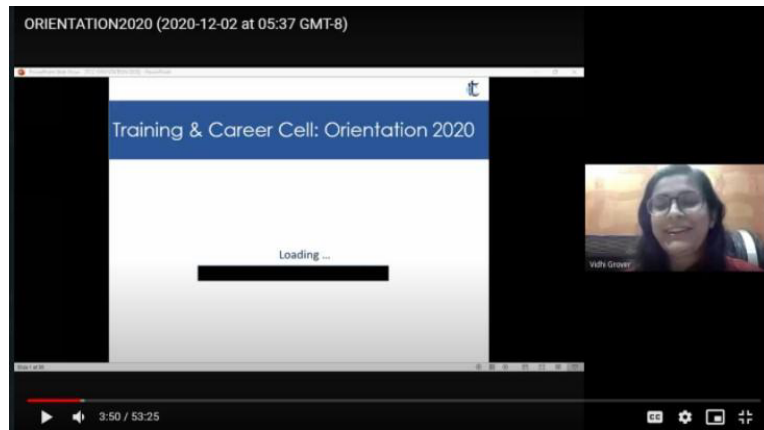 ORIENTATION2020 (2020-12-02 at 05:37 GMT-8)
Training & Career Cell: Orientation 2020
Loading ...
Vidhi Grover
3:50 / 53:25
CC